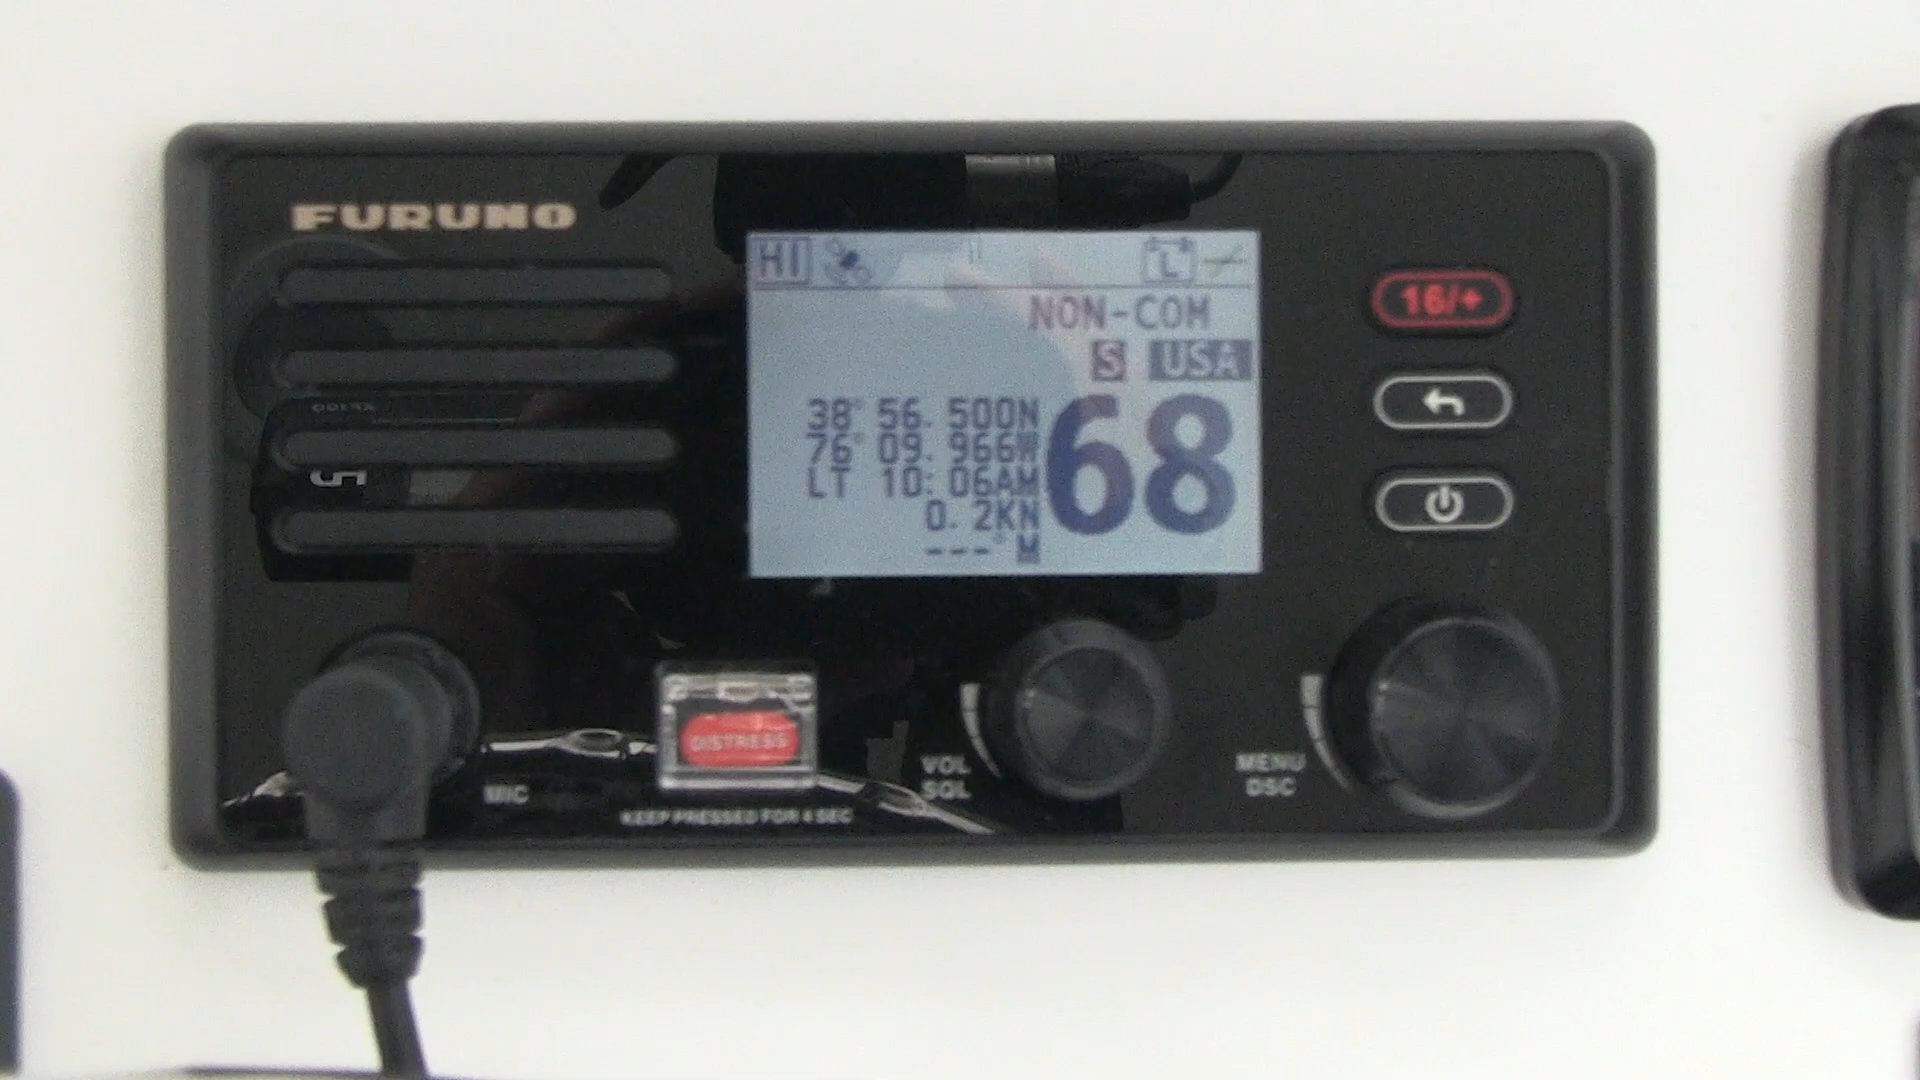 FURUNO
HI L
NON-COM
S USA
38° 56. 500N
76° 09. 966W
LT 10: 06AM
0. 2KN
---° M
68
16/+
DISTRESS
MIC
KEEP PRESSED FOR 4 SEC
VOL
SQL
MENU
DSC